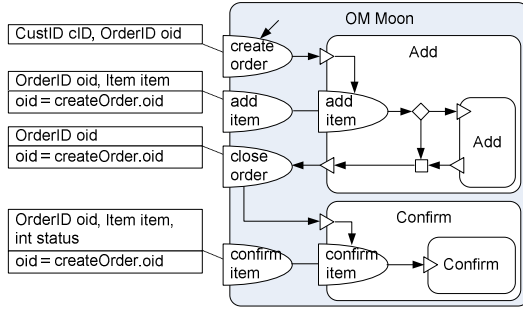 OM Moon
CustID cID, OrderID oid
create
order
Add
OrderID oid, Item item
oid = createOrder.oid
add
item
add
item
Add
OrderID oid
oid = createOrder.oid
close
order
Confirm
OrderID oid, Item item,
int status
oid = createOrder.oid
confirm
item
confirm
item
Confirm